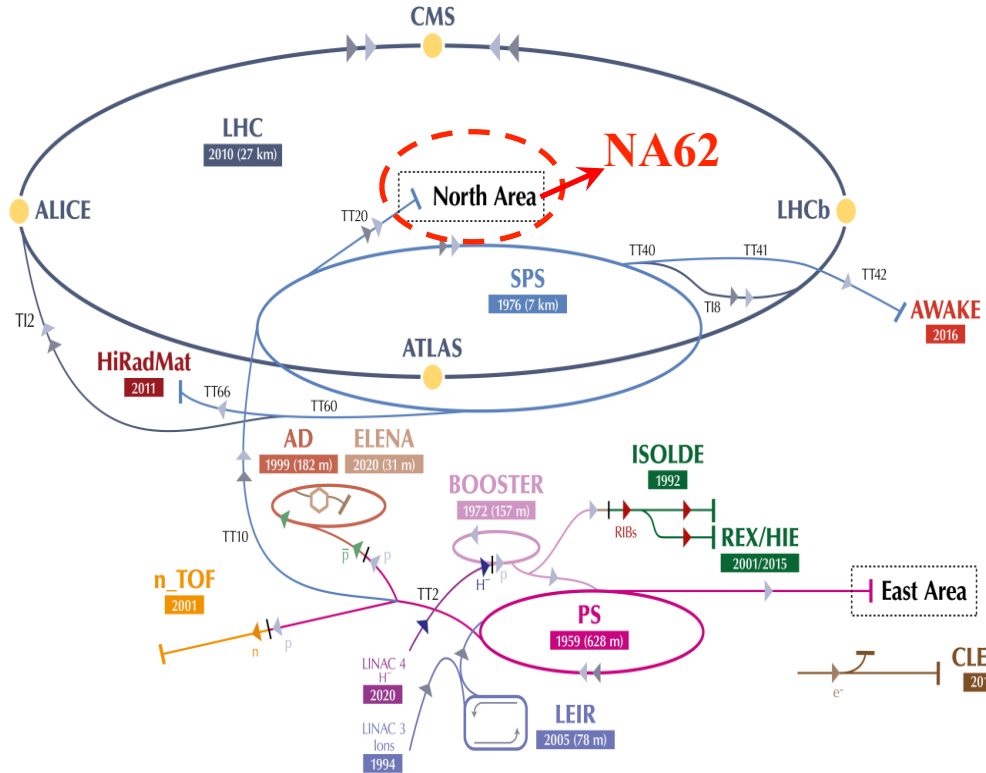 CMS
LHC
2010 (27 km)
NA62
North Area
ALICE
TT20
LHCb
TT40
TT41
SPS
1976 (7 km)
TT42
TI8
TI2
AWAKE
2016
ATLAS
HiRadMat
2011
TT66
TT60
AD
1999 (182 m)
ELENA
2020 (31 m)
ISOLDE
1992
BOOSTER
1972 (157 m)
RIBs
REX/HIE
2001/2015
TT10
p̅
p
H⁻
p
n_TOF
2001
TT2
East Area
PS
1959 (628 m)
n
p
LINAC 4
H⁻
2020
CLE
201
e⁻
LEIR
2005 (78 m)
LINAC 3
Ions
1994